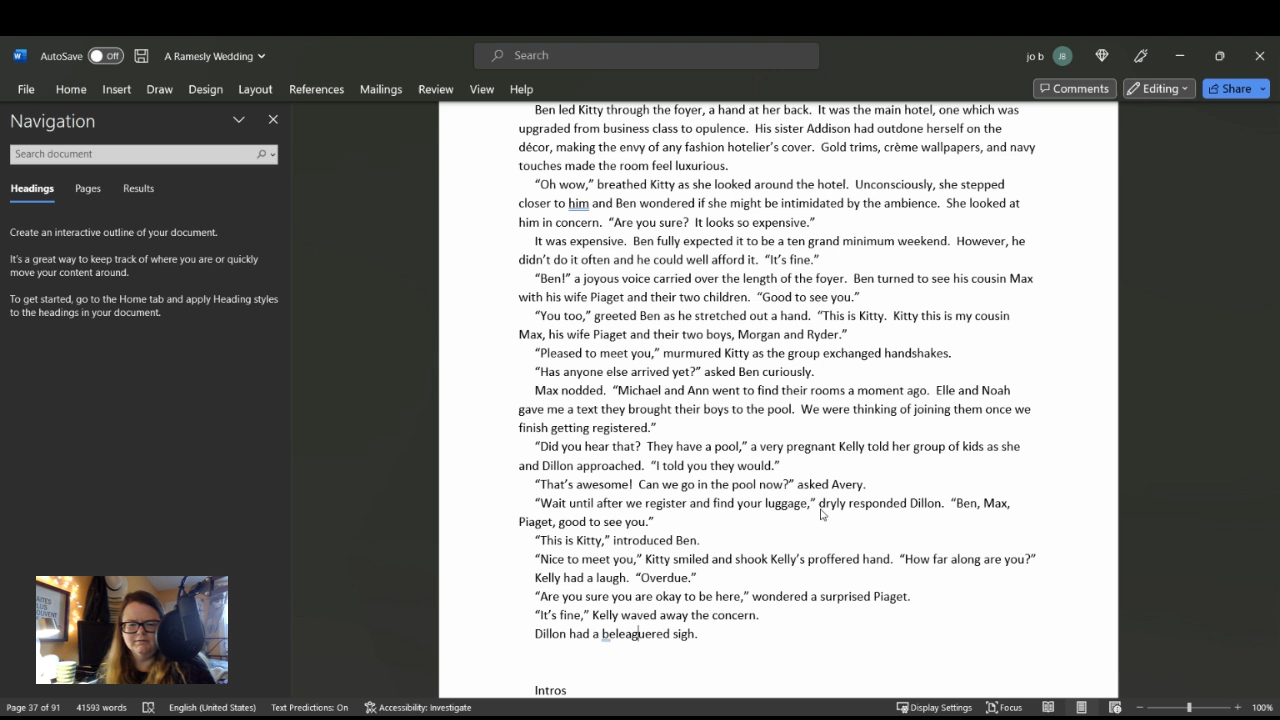 AutoSave Off A Ramesly Wedding Search jo b JB
File Home Insert Draw Design Layout References Mailings Review View Help Comments Editing Share
Navigation
Search document
Headings Pages Results
Create an interactive outline of your document.
It's a great way to keep track of where you are or quickly
move your content around.
To get started, go to the Home tab and apply Heading styles
to the headings in your document.
Ben led Kitty through the foyer, a hand at her back. It was the main hotel, one which was
upgraded from business class to opulence. His sister Addison had outdone herself on the
décor, making the envy of any fashion hotelier's cover. Gold trims, crème wallpapers, and navy
touches made the room feel luxurious.
“Oh wow,” breathed Kitty as she looked around the hotel. Unconsciously, she stepped
closer to him and Ben wondered if she might be intimidated by the ambience. She looked at
him in concern. “Are you sure? It looks so expensive.”
It was expensive. Ben fully expected it to be a ten grand minimum weekend. However, he
didn't do it often and he could well afford it. “It's fine.”
“Ben!” a joyous voice carried over the length of the foyer. Ben turned to see his cousin Max
with his wife Piaget and their two children. “Good to see you.”
“You too,” greeted Ben as he stretched out a hand. “This is Kitty. Kitty this is my cousin
Max, his wife Piaget and their two boys, Morgan and Ryder.”
“Pleased to meet you,” murmured Kitty as the group exchanged handshakes.
“Has anyone else arrived yet?” asked Ben curiously.
Max nodded. “Michael and Ann went to find their rooms a moment ago. Elle and Noah
gave me a text they brought their boys to the pool. We were thinking of joining them once we
finish getting registered.”
“Did you hear that? They have a pool,” a very pregnant Kelly told her group of kids as she
and Dillon approached. “I told you they would.”
“That's awesome! Can we go in the pool now?” asked Avery.
“Wait until after we register and find your luggage,” dryly responded Dillon. “Ben, Max,
Piaget, good to see you.”
“This is Kitty,” introduced Ben.
“Nice to meet you,” Kitty smiled and shook Kelly's proffered hand. “How far along are you?”
Kelly had a laugh. “Overdue.”
“Are you sure you are okay to be here,” wondered a surprised Piaget.
“It's fine,” Kelly waved away the concern.
Dillon had a beleaguered sigh.
Intros
Page 37 of 91 41593 words English (United States) Text Predictions: On Accessibility: Investigate Display Settings Focus 100%